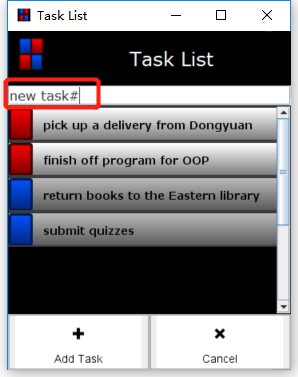 Task List
Task List
new task#
pick up a delivery from Dongyuan
finish off program for OOP
return books to the Eastern library
submit quizzes
Add Task
Cancel